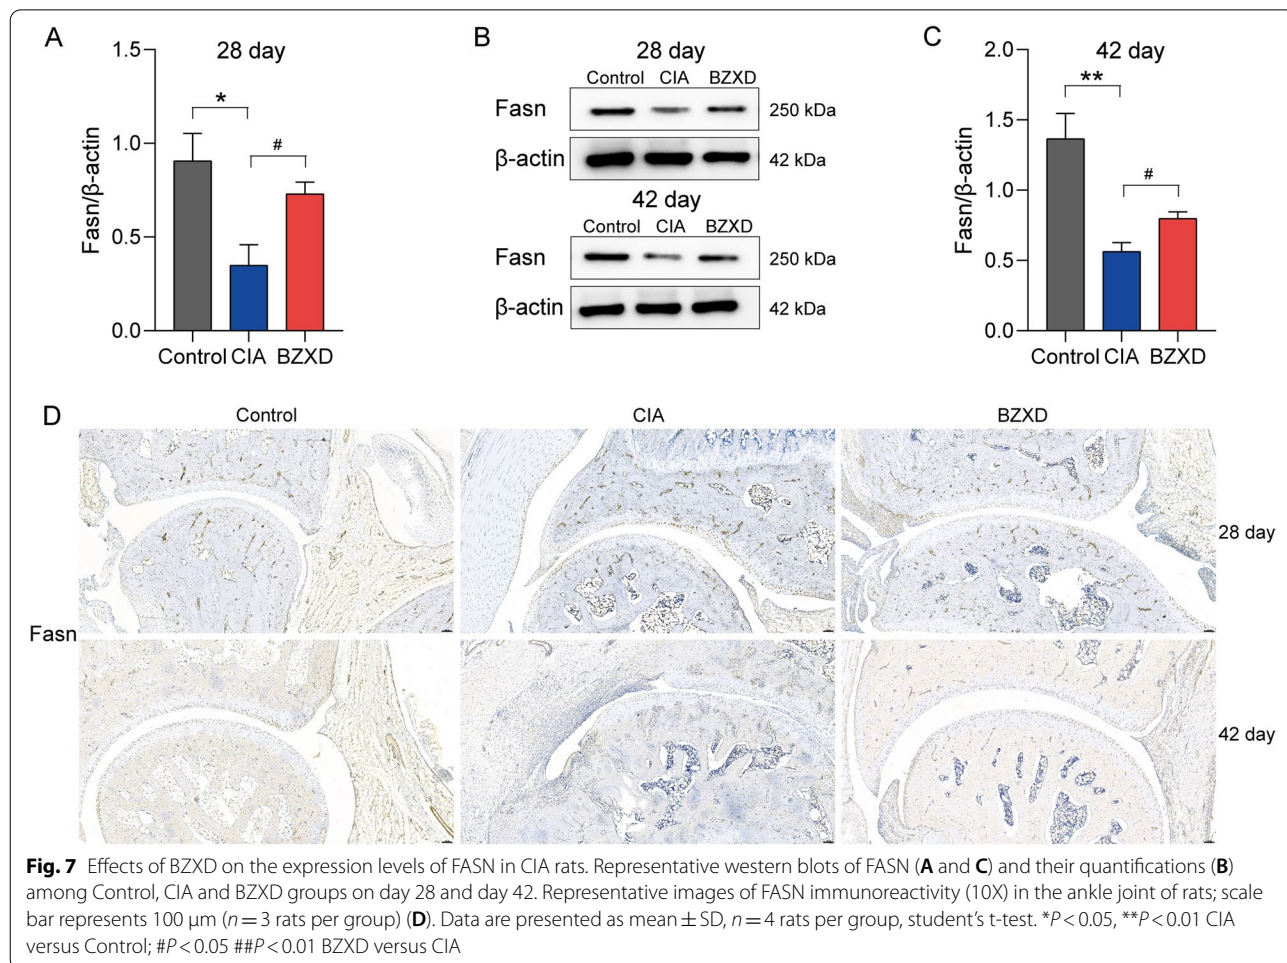 A
28 day
1.5
1.0
0.5
0.0
Fasn/β-actin
*
#
Control CIA BZXD
B
28 day
Control CIA BZXD
Fasn 250 kDa
β-actin 42 kDa
42 day
Control CIA BZXD
Fasn 250 kDa
β-actin 42 kDa
C
42 day
2.0
1.5
1.0
0.5
0.0
Fasn/β-actin
**
#
Control CIA BZXD
D
Control CIA BZXD
28 day
Fasn
42 day
Fig. 7 Effects of BZXD on the expression levels of FASN in CIA rats. Representative western blots of FASN (A and C) and their quantifications (B)
among Control, CIA and BZXD groups on day 28 and day 42. Representative images of FASN immunoreactivity (10X) in the ankle joint of rats; scale
bar represents 100 μm (n = 3 rats per group) (D). Data are presented as mean ± SD, n = 4 rats per group, student’s t-test. *P < 0.05, **P < 0.01 CIA
versus Control; #P < 0.05 ##P < 0.01 BZXD versus CIA